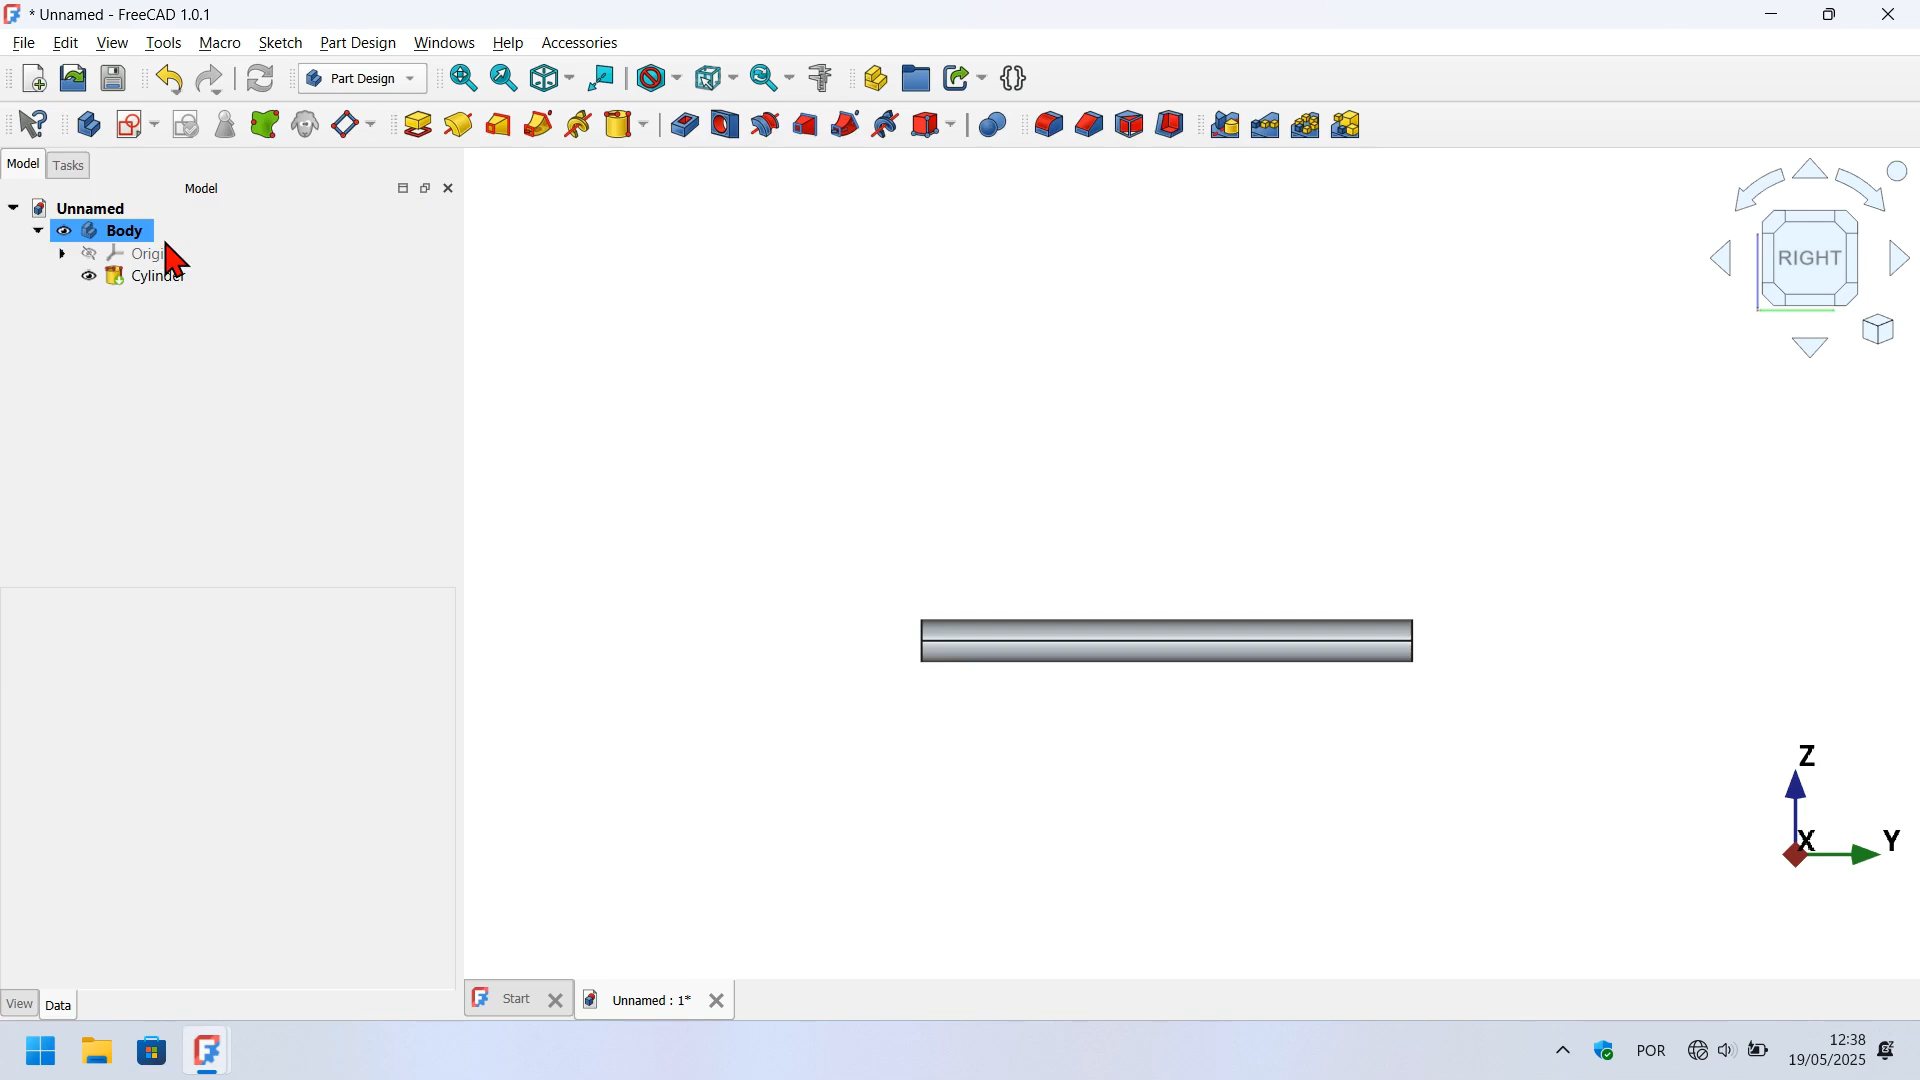 * Unnamed - FreeCAD 1.0.1
File Edit View Tools Macro Sketch Part Design Windows Help Accessories
Part Design
Model Tasks
Model
Unnamed
Body
Cylinder
RIGHT
Z
X Y
View Data
Start Unnamed : 1*
POR
12:38
19/05/2025